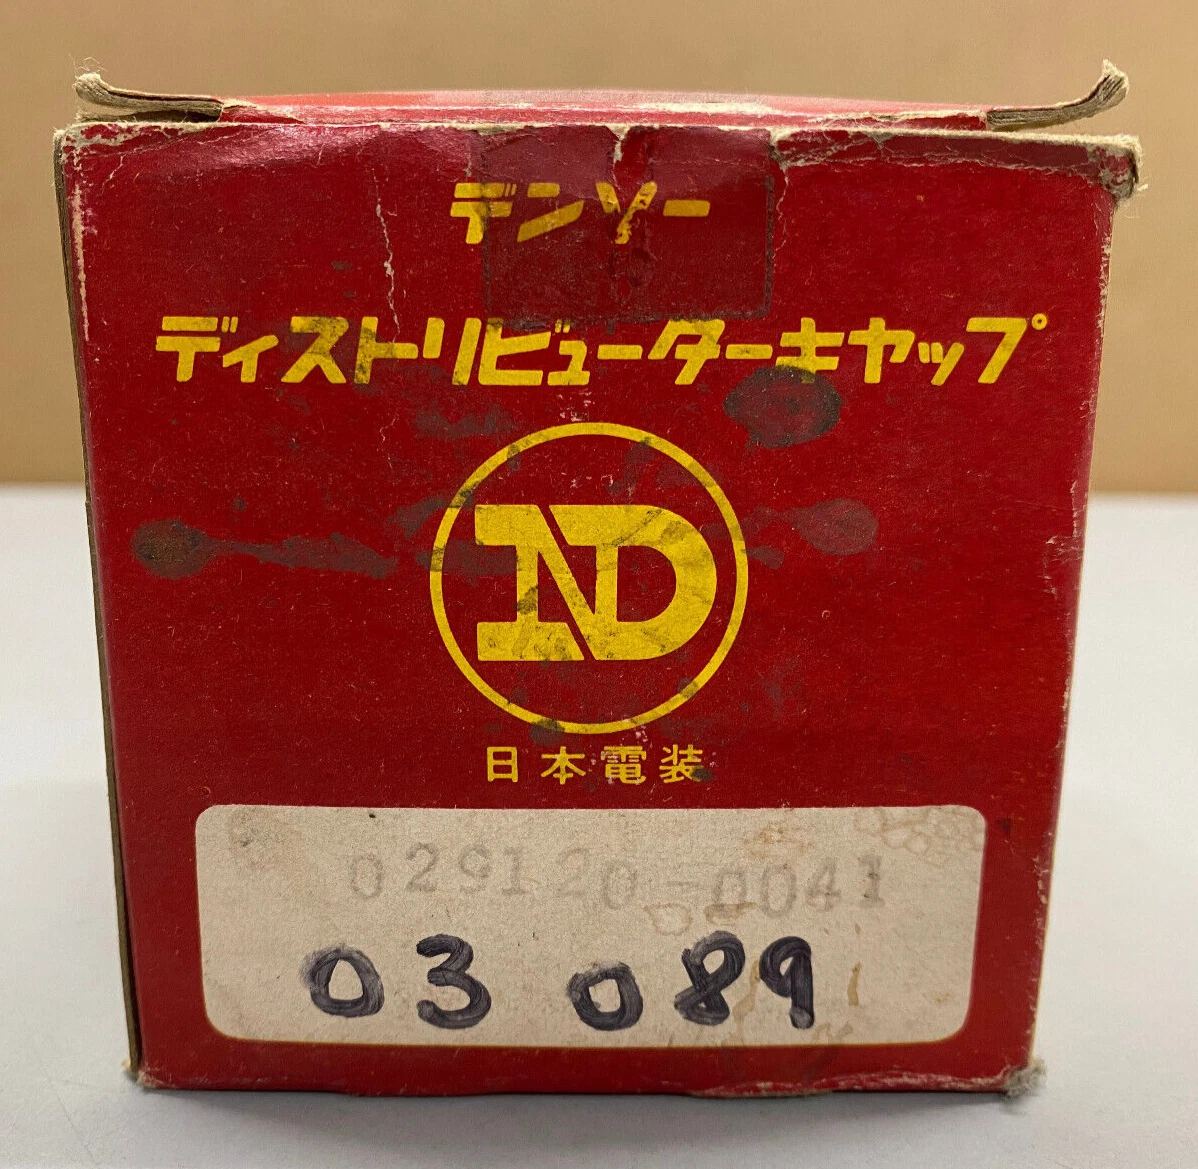 デンソー
ディストリビューターキャップ
ND
日本電装
029120-0041
03 089